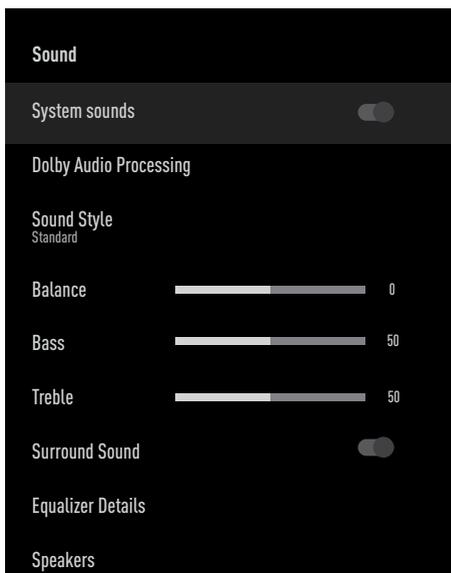 Sound
System sounds
Dolby Audio Processing
Sound Style
Standard
Balance 0
Bass 50
Treble 50
Surround Sound
Equalizer Details
Speakers